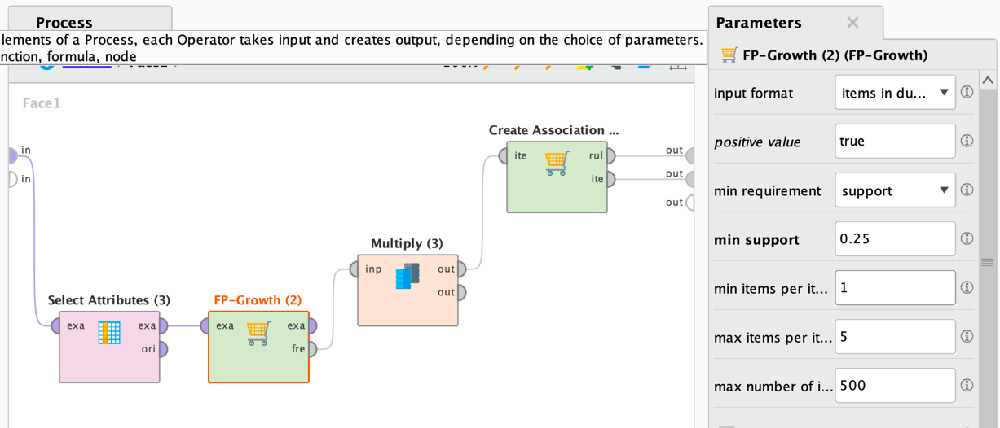 Process
lements of a Process, each Operator takes input and creates output, depending on the choice of parameters.
nction, formula, node
Face1
in
in
Select Attributes (3)
exa
exa
ori
FP-Growth (2)
exa
exa
fre
Multiply (3)
inp
out
out
Create Association ...
ite
rul
ite
out
out
out
Parameters
FP-Growth (2) (FP-Growth)
input format
items in du...
positive value
true
min requirement
support
min support
0.25
min items per it...
1
max items per it...
5
max number of i...
500